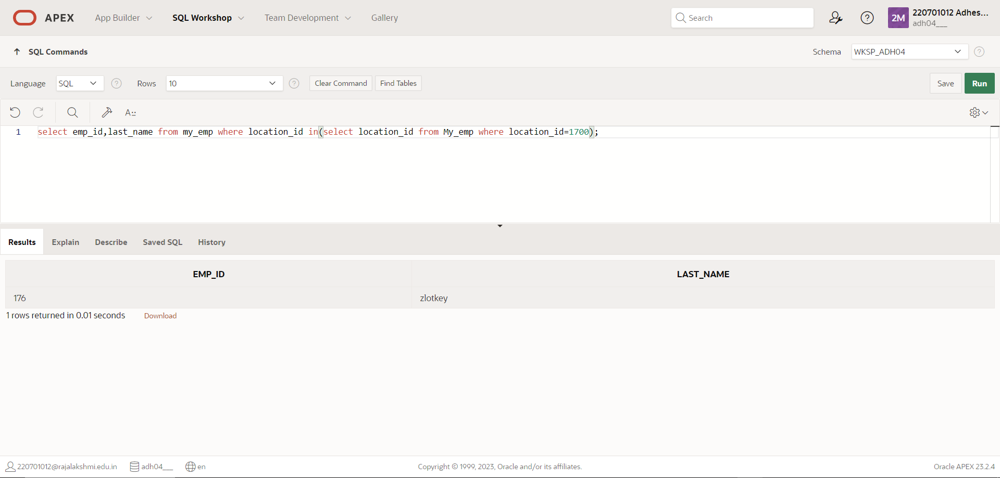 APEX App Builder SQL Workshop Team Development Gallery Search 2M 220701012 Adhes...
adh04___
SQL Commands Schema WKSP_ADH04
Language SQL Rows 10 Clear Command Find Tables Save Run
A::
1 select emp_id,last_name from my_emp where location_id in(select location_id from My_emp where location_id=1700);
Results Explain Describe Saved SQL History
EMP_ID LAST_NAME
176 zlotkey
1 rows returned in 0.01 seconds Download
220701012@rajalakshmi.edu.in adh04___ en Copyright © 1999, 2023, Oracle and/or its affiliates. Oracle APEX 23.2.4